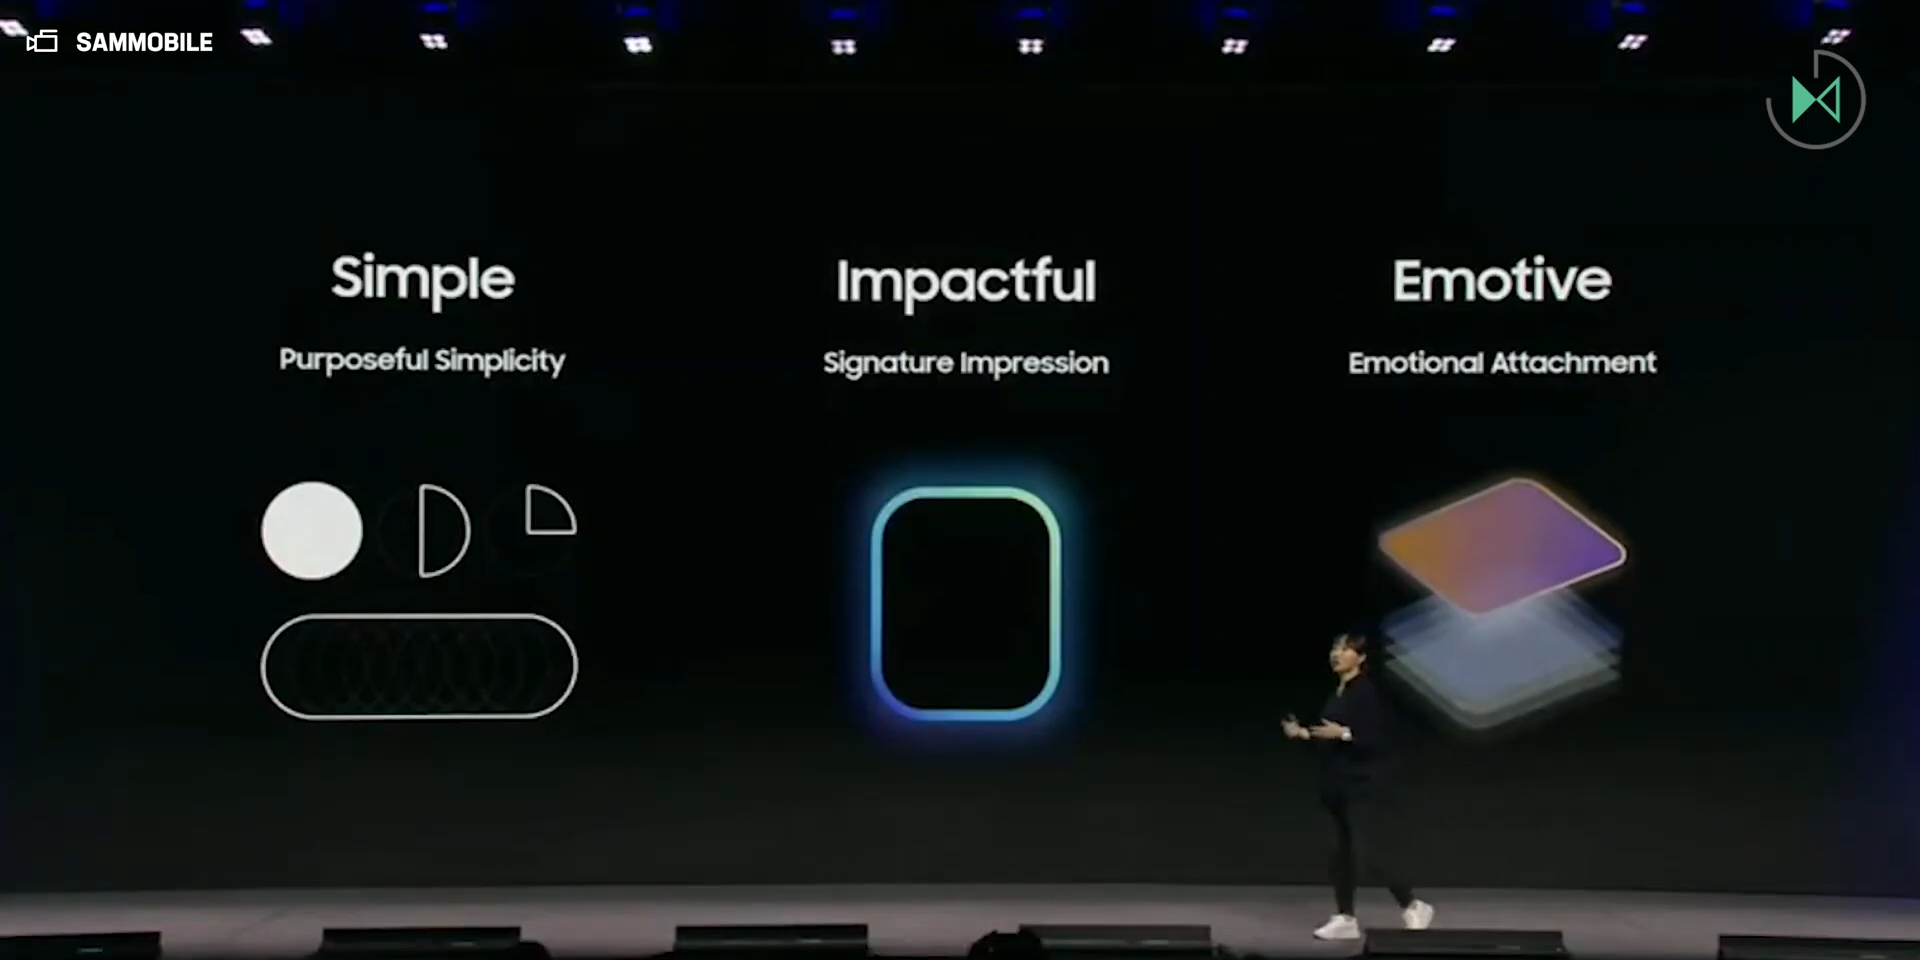 SAMMOBILE
Simple
Purposeful Simplicity
Impactful
Signature Impression
Emotive
Emotional Attachment